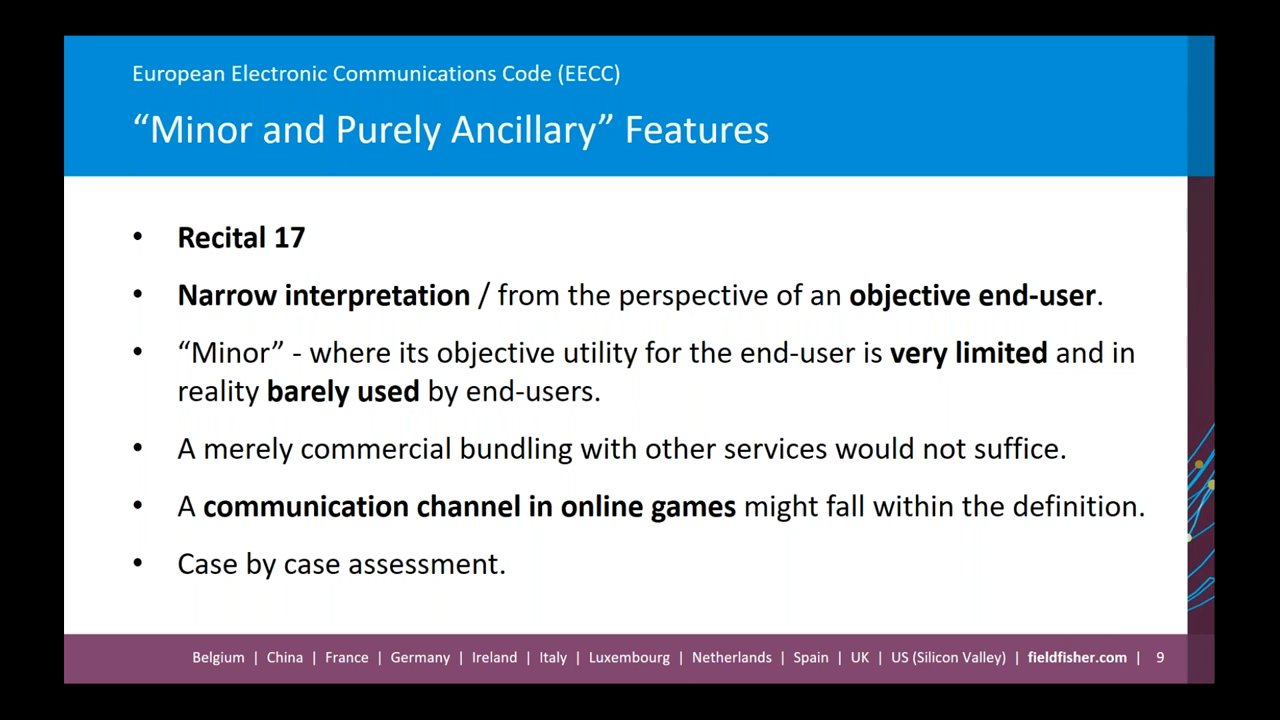 European Electronic Communications Code (EECC)
“Minor and Purely Ancillary” Features
• Recital 17
• Narrow interpretation / from the perspective of an objective end-user.
• “Minor” - where its objective utility for the end-user is very limited and in
reality barely used by end-users.
• A merely commercial bundling with other services would not suffice.
• A communication channel in online games might fall within the definition.
• Case by case assessment.
Belgium | China | France | Germany | Ireland | Italy | Luxembourg | Netherlands | Spain | UK | US (Silicon Valley) | fieldfisher.com | 9